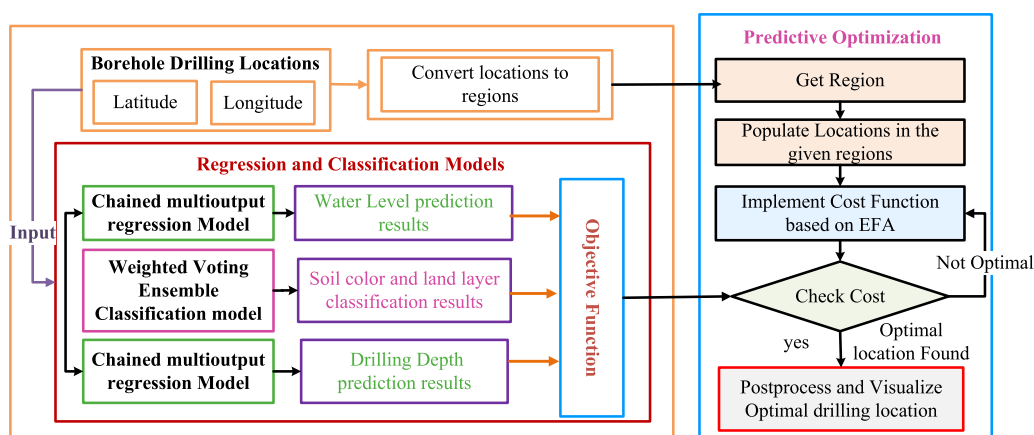 Borehole Drilling Locations
Latitude
Longitude
Convert locations to
regions
Input
Regression and Classification Models
Chained multioutput
regression Model
Water Level prediction
results
Weighted Voting
Ensemble
Classification model
Soil color and land layer
classification results
Chained multioutput
regression Model
Drilling Depth
prediction results
Objective Function
Predictive Optimization
Get Region
Populate Locations in the
given regions
Implement Cost Function
based on EFA
Not Optimal
Check Cost
yes
Optimal
location Found
Postprocess and Visualize
Optimal drilling location